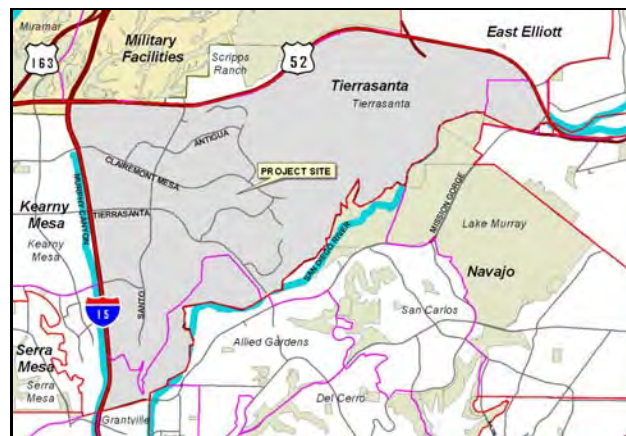 Miramar
163
Military
Facilities
Scripps
Ranch
52
East Elliott
Tierrasanta
Tierrasanta
ANTIGUA
CLAIREMONT MESA
PROJECT SITE
MURPHY CANYON
TIERRASANTA
Kearny
Mesa
Kearny
Mesa
SANTO
15
SAN DIEGO RIVER
MISSION GORGE
Lake Murray
Navajo
San Carlos
Allied Gardens
Serra
Mesa
Serra
Mesa
Del Cerro
Grantville